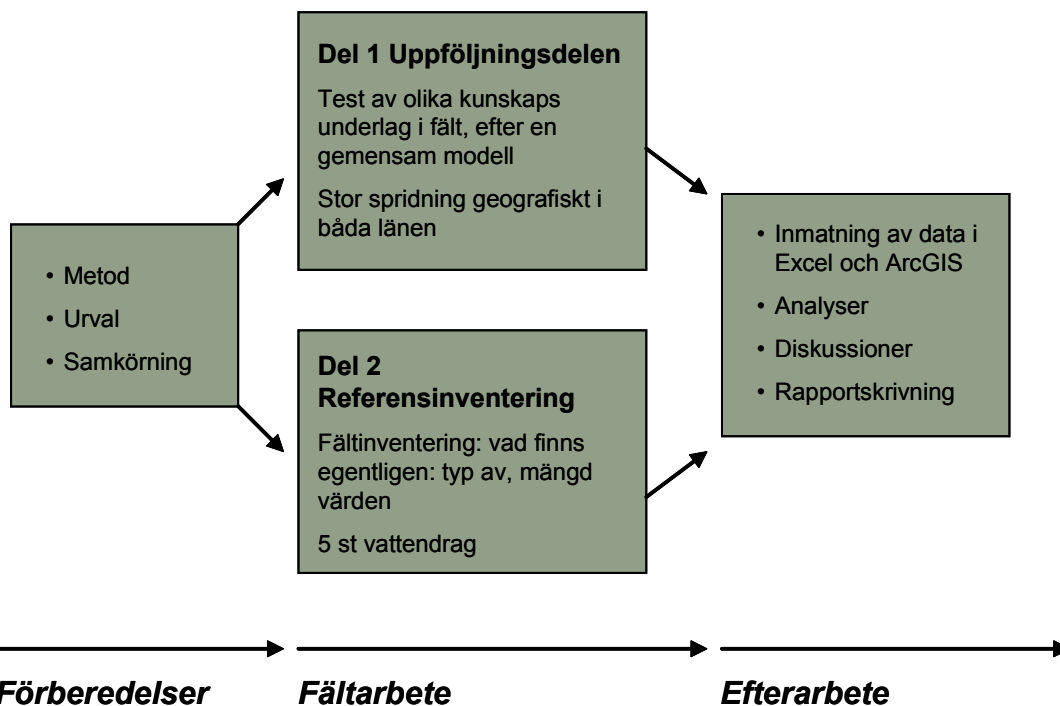 • Metod
• Urval
• Samkörning
Del 1 Uppföljningsdelen
Test av olika kunskaps
underlag i fält, efter en
gemensam modell
Stor spridning geografiskt i
båda länen
Del 2
Referensinventering
Fältinventering: vad finns
egentligen: typ av, mängd
värden
5 st vattendrag
• Inmatning av data i
Excel och ArcGIS
• Analyser
• Diskussioner
• Rapportskrivning
Förberedelser
Fältarbete
Efterarbete